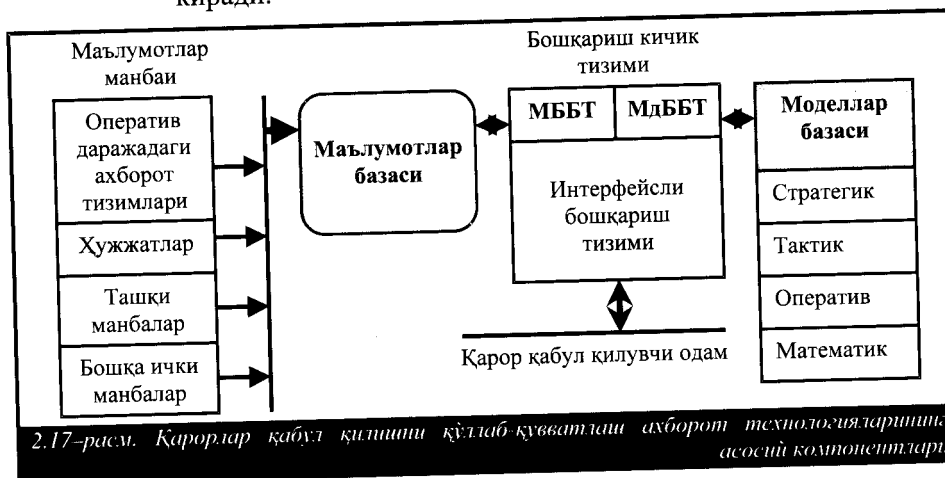 киради.
Маълумотлар
манбаи
Оператив
даражадаги
ахборот
тизимлари
Ҳужжатлар
Ташқи
манбалар
Бошқа ички
манбалар
Маълумотлар
базаси
Бошқариш кичик
тизими
МББТ
МдББТ
Интерфейсли
бошқариш
тизими
Қарор қабул қилувчи одам
Моделлар
базаси
Стратегик
Тактик
Оператив
Математик
2.17–расм. Қарорлар қабул қилишни қўллаб-қувватлаш ахборот технологияларининг
асосий компонентлари